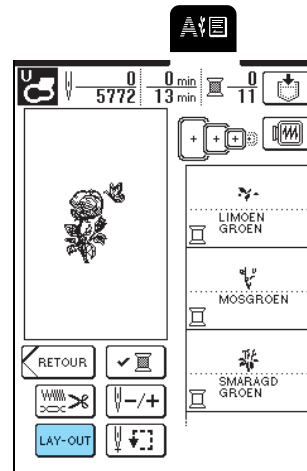 A
U
0 0 min 0
5772 13 min 11
LIMOEN
GROEN
MOSGROEN
RETOUR
SMARAGD
GROEN
-/+
LAY-OUT